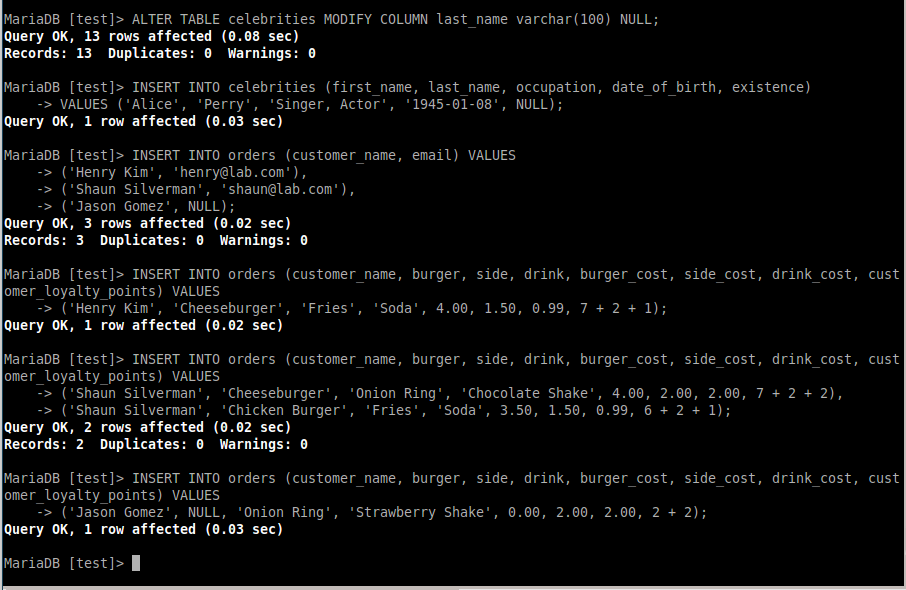 MariaDB [test]> ALTER TABLE celebrities MODIFY COLUMN last_name varchar(100) NULL;
Query OK, 13 rows affected (0.08 sec)
Records: 13  Duplicates: 0  Warnings: 0
MariaDB [test]> INSERT INTO celebrities (first_name, last_name, occupation, date_of_birth, existence)
    -> VALUES ('Alice', 'Perry', 'Singer, Actor', '1945-01-08', NULL);
Query OK, 1 row affected (0.03 sec)
MariaDB [test]> INSERT INTO orders (customer_name, email) VALUES
    -> ('Henry Kim', 'henry@lab.com'),
    -> ('Shaun Silverman', 'shaun@lab.com'),
    -> ('Jason Gomez', NULL);
Query OK, 3 rows affected (0.02 sec)
Records: 3  Duplicates: 0  Warnings: 0
MariaDB [test]> INSERT INTO orders (customer_name, burger, side, drink, burger_cost, side_cost, drink_cost, cust
omer_loyalty_points) VALUES
    -> ('Henry Kim', 'Cheeseburger', 'Fries', 'Soda', 4.00, 1.50, 0.99, 7 + 2 + 1);
Query OK, 1 row affected (0.02 sec)
MariaDB [test]> INSERT INTO orders (customer_name, burger, side, drink, burger_cost, side_cost, drink_cost, cust
omer_loyalty_points) VALUES
    -> ('Shaun Silverman', 'Cheeseburger', 'Onion Ring', 'Chocolate Shake', 4.00, 2.00, 2.00, 7 + 2 + 2),
    -> ('Shaun Silverman', 'Chicken Burger', 'Fries', 'Soda', 3.50, 1.50, 0.99, 6 + 2 + 1);
Query OK, 2 rows affected (0.02 sec)
Records: 2  Duplicates: 0  Warnings: 0
MariaDB [test]> INSERT INTO orders (customer_name, burger, side, drink, burger_cost, side_cost, drink_cost, cust
omer_loyalty_points) VALUES
    -> ('Jason Gomez', NULL, 'Onion Ring', 'Strawberry Shake', 0.00, 2.00, 2.00, 2 + 2);
Query OK, 1 row affected (0.03 sec)
MariaDB [test]>